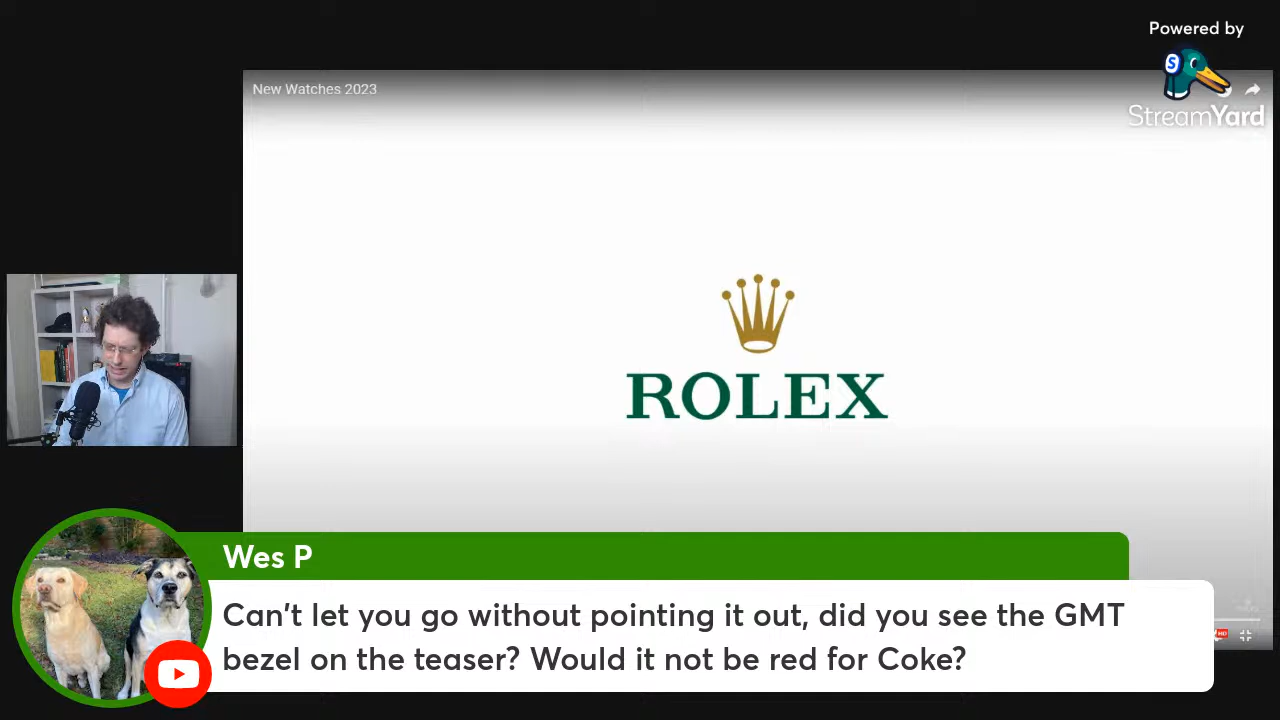 Powered by
S
StreamYard
New Watches 2023
ROLEX
Wes P
Can't let you go without pointing it out, did you see the GMT
bezel on the teaser? Would it not be red for Coke?
HD